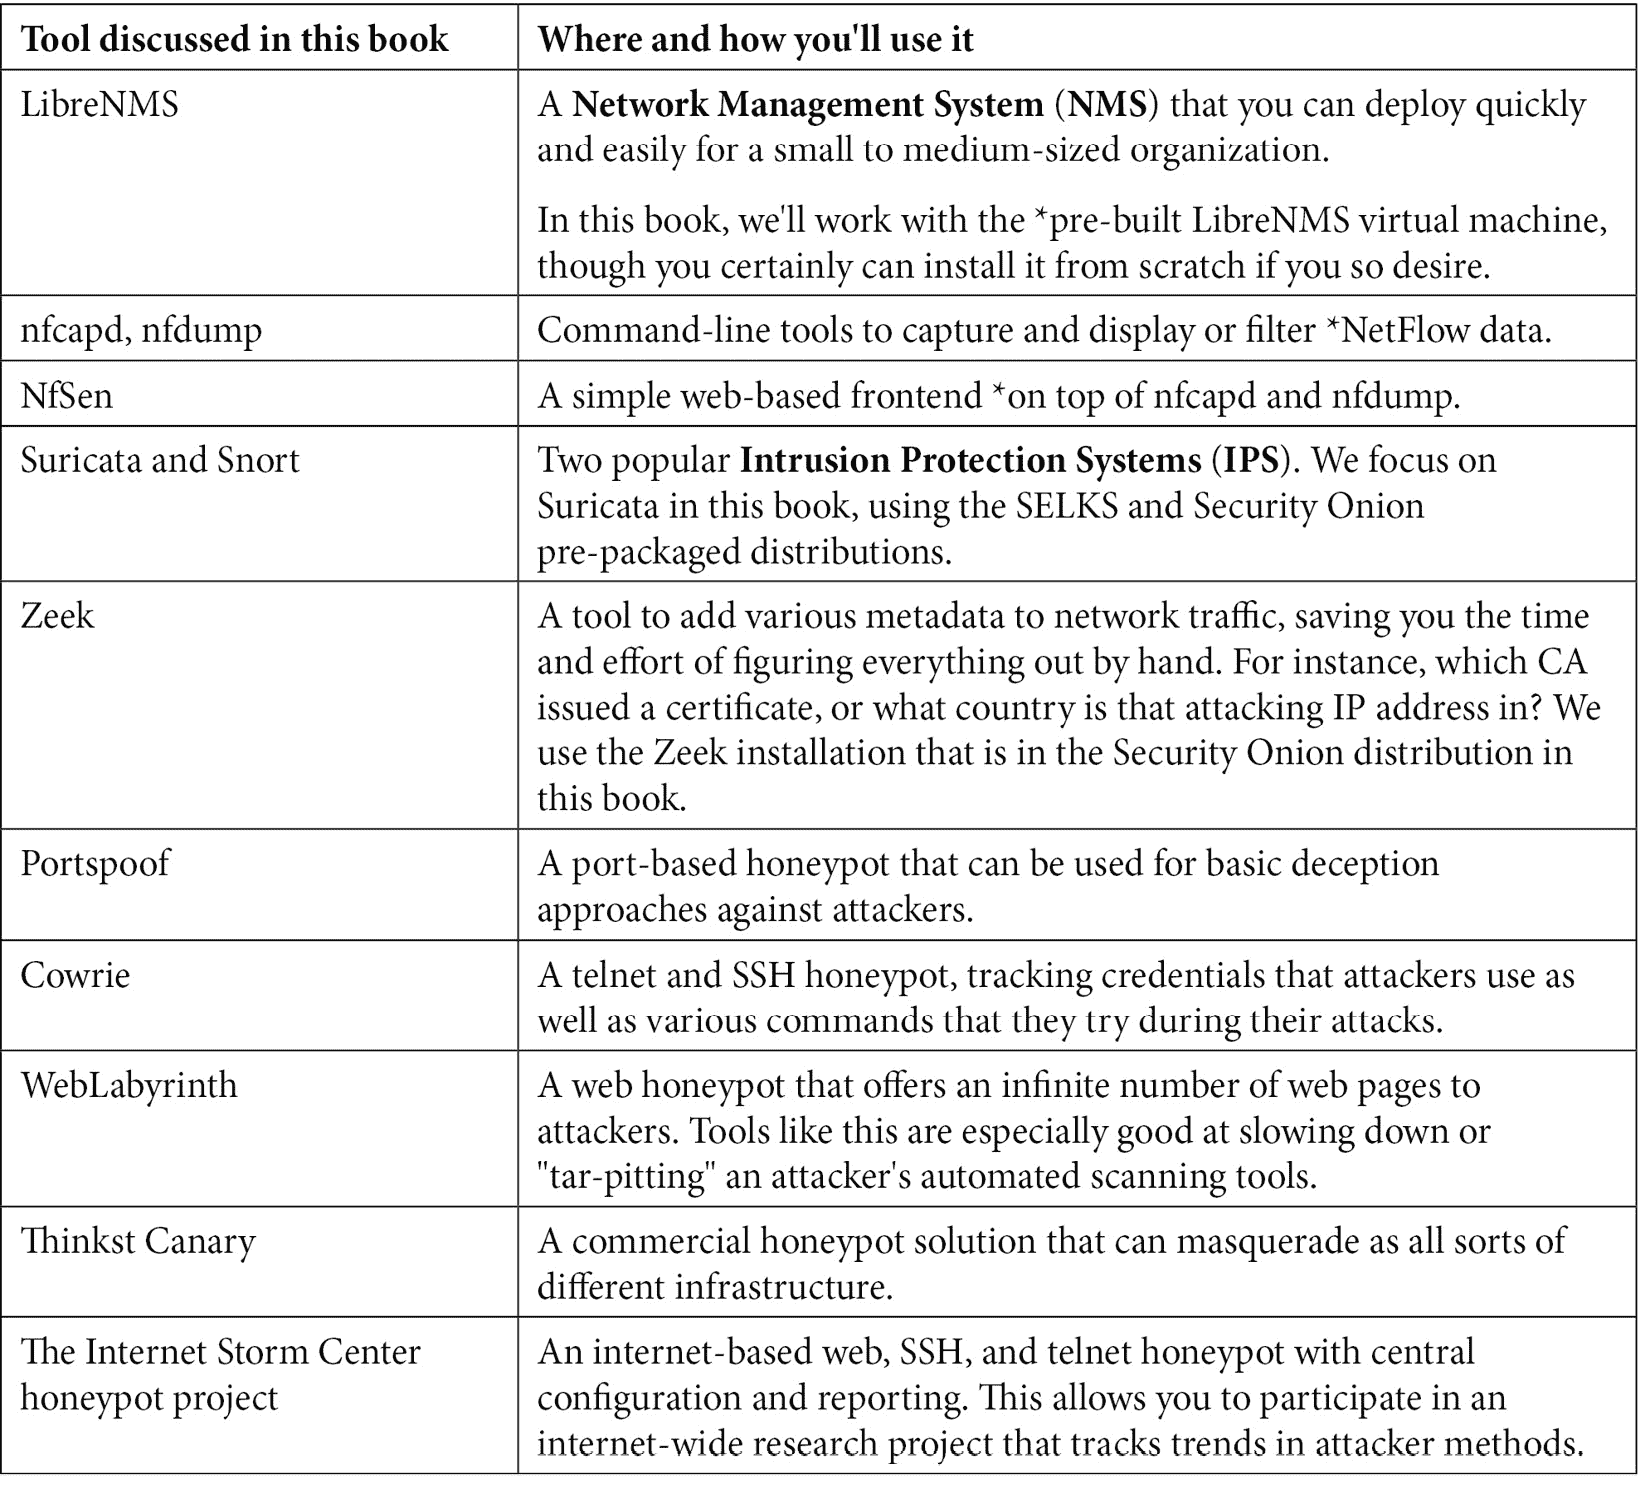 Tool discussed in this book
Where and how you'll use it
LibreNMS
A Network Management System (NMS) that you can deploy quickly
and easily for a small to medium-sized organization.
In this book, we'll work with the *pre-built LibreNMS virtual machine,
though you certainly can install it from scratch if you so desire.
nfcapd, nfdump
Command-line tools to capture and display or filter *NetFlow data.
NfSen
A simple web-based frontend *on top of nfcapd and nfdump.
Suricata and Snort
Two popular Intrusion Protection Systems (IPS). We focus on
Suricata in this book, using the SELKS and Security Onion
pre-packaged distributions.
Zeek
A tool to add various metadata to network traffic, saving you the time
and effort of figuring everything out by hand. For instance, which CA
issued a certificate, or what country is that attacking IP address in? We
use the Zeek installation that is in the Security Onion distribution in
this book.
Portspoof
A port-based honeypot that can be used for basic deception
approaches against attackers.
Cowrie
A telnet and SSH honeypot, tracking credentials that attackers use as
well as various commands that they try during their attacks.
WebLabyrinth
A web honeypot that offers an infinite number of web pages to
attackers. Tools like this are especially good at slowing down or
"tar-pitting" an attacker's automated scanning tools.
Thinkst Canary
A commercial honeypot solution that can masquerade as all sorts of
different infrastructure.
The Internet Storm Center
honeypot project
An internet-based web, SSH, and telnet honeypot with central
configuration and reporting. This allows you to participate in an
internet-wide research project that tracks trends in attacker methods.